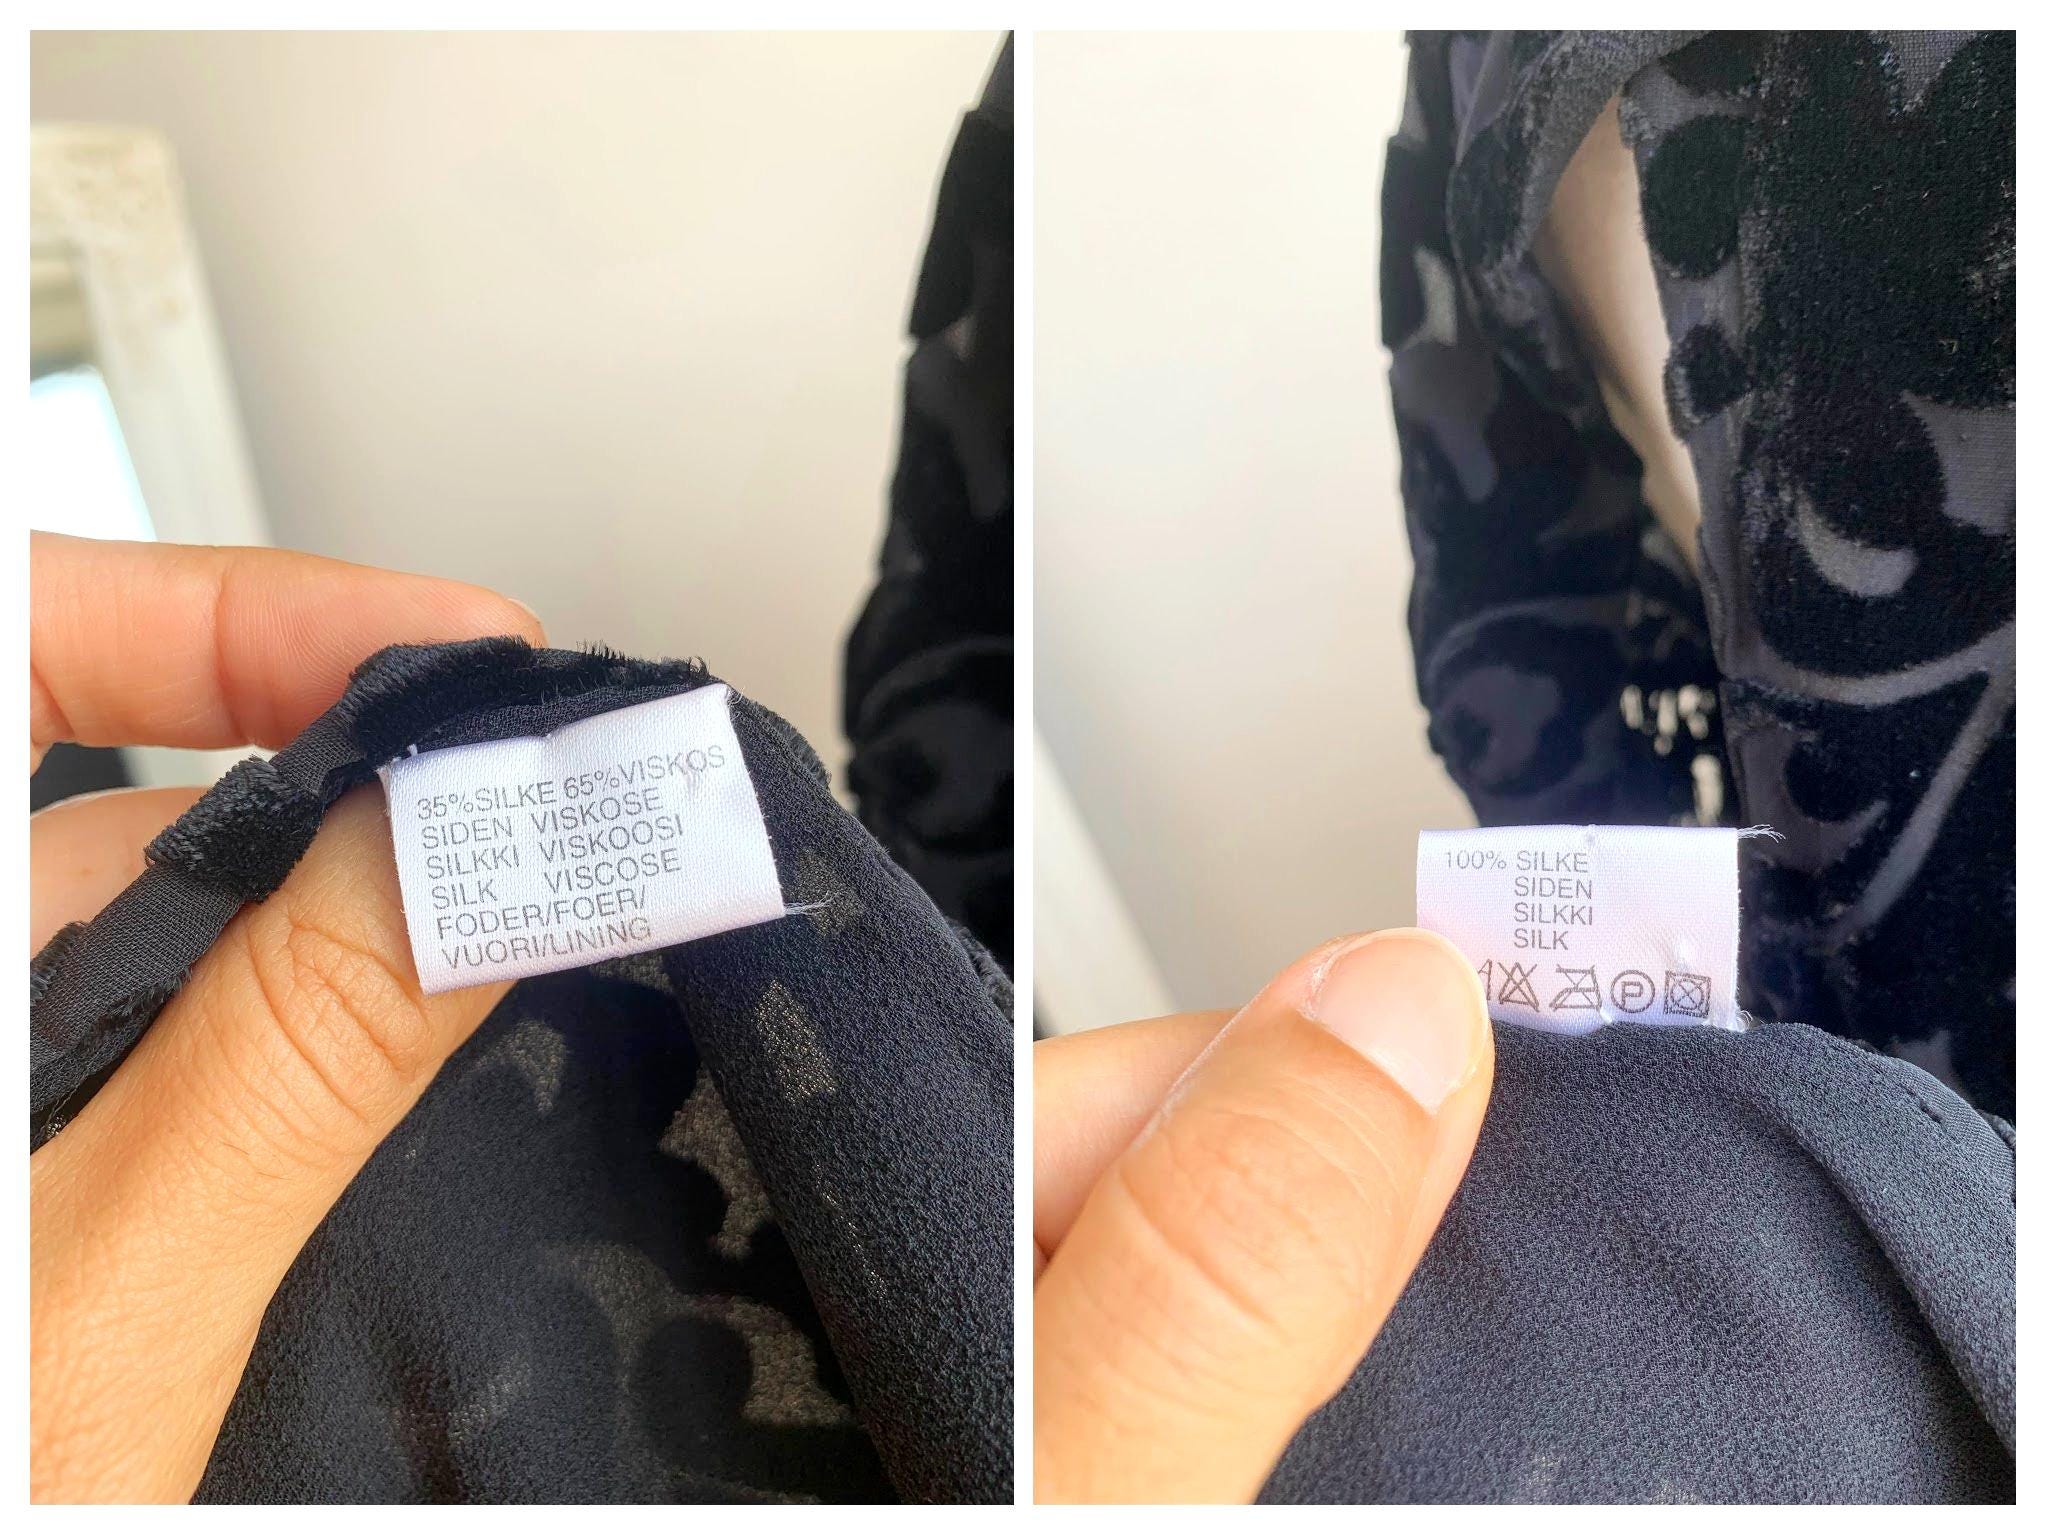 35%SILKE 65%VISKOS
SIDEN VISKOSE
SILKKI VISKOOSI
SILK VISCOSE
FODER/FOER/
VUORI/LINING
100% SILKE
SIDEN
SILKKI
SILK
P